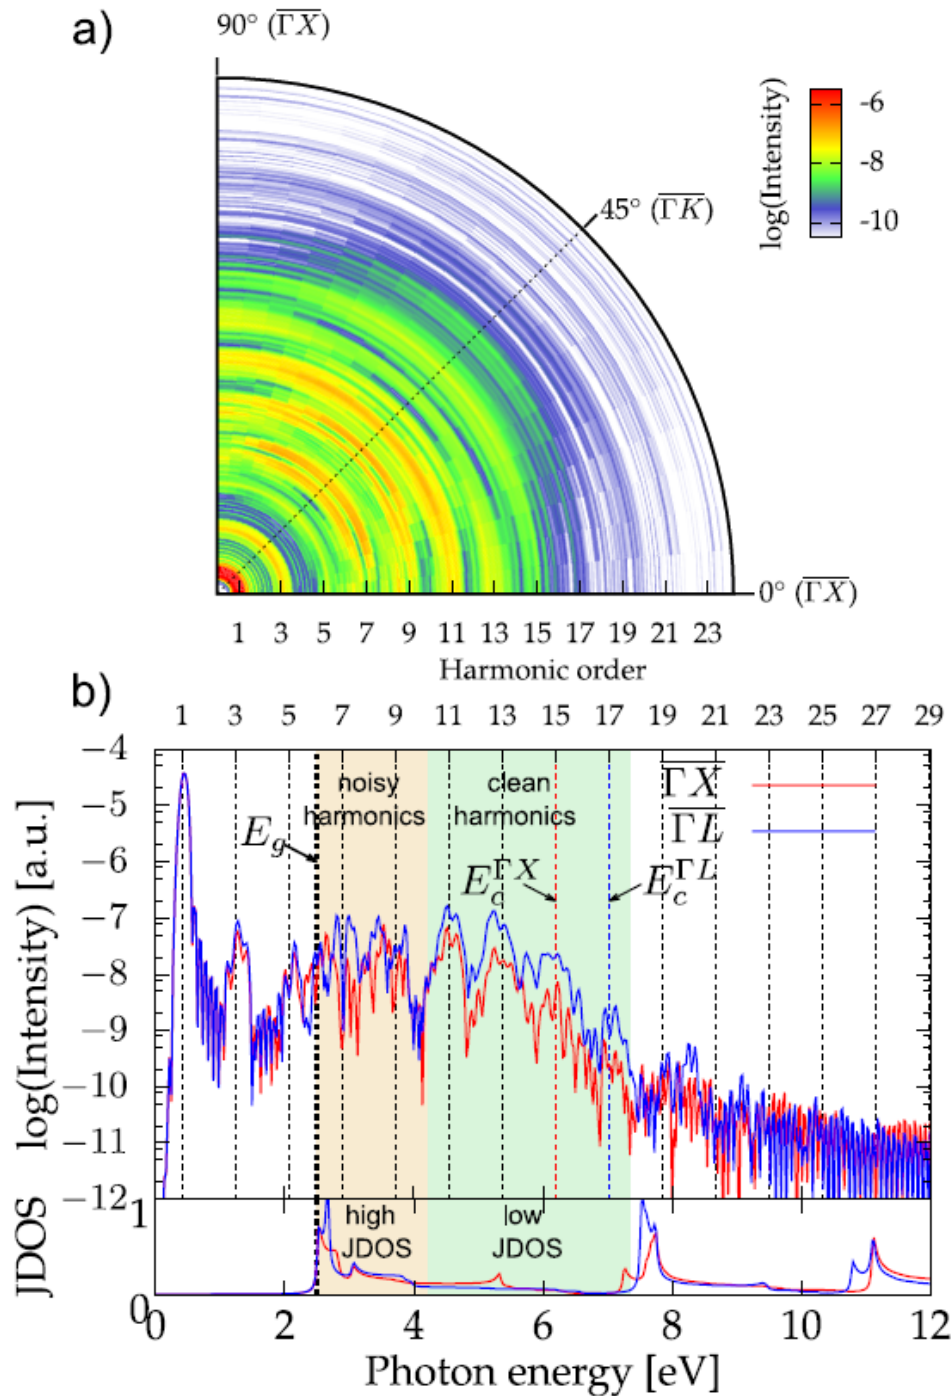 a)
90° (ΓX)
log(Intensity)
-6
-8
-10
45° (ΓK)
0° (ΓX)
1 3 5 7 9 11 13 15 17 19 21 23
Harmonic order
b)
1 3 5 7 9 11 13 15 17 19 21 23 25 27 29
log(Intensity) [a.u.]
−4
−5
−6
−7
−8
−9
−10
−11
−12
noisy
harmonics
clean
harmonics
ΓX
ΓL
E_g
E_c^{ΓX}
E_c^{ΓL}
JDOS
1
0
high
JDOS
low
JDOS
0 2 4 6 8 10 12
Photon energy [eV]